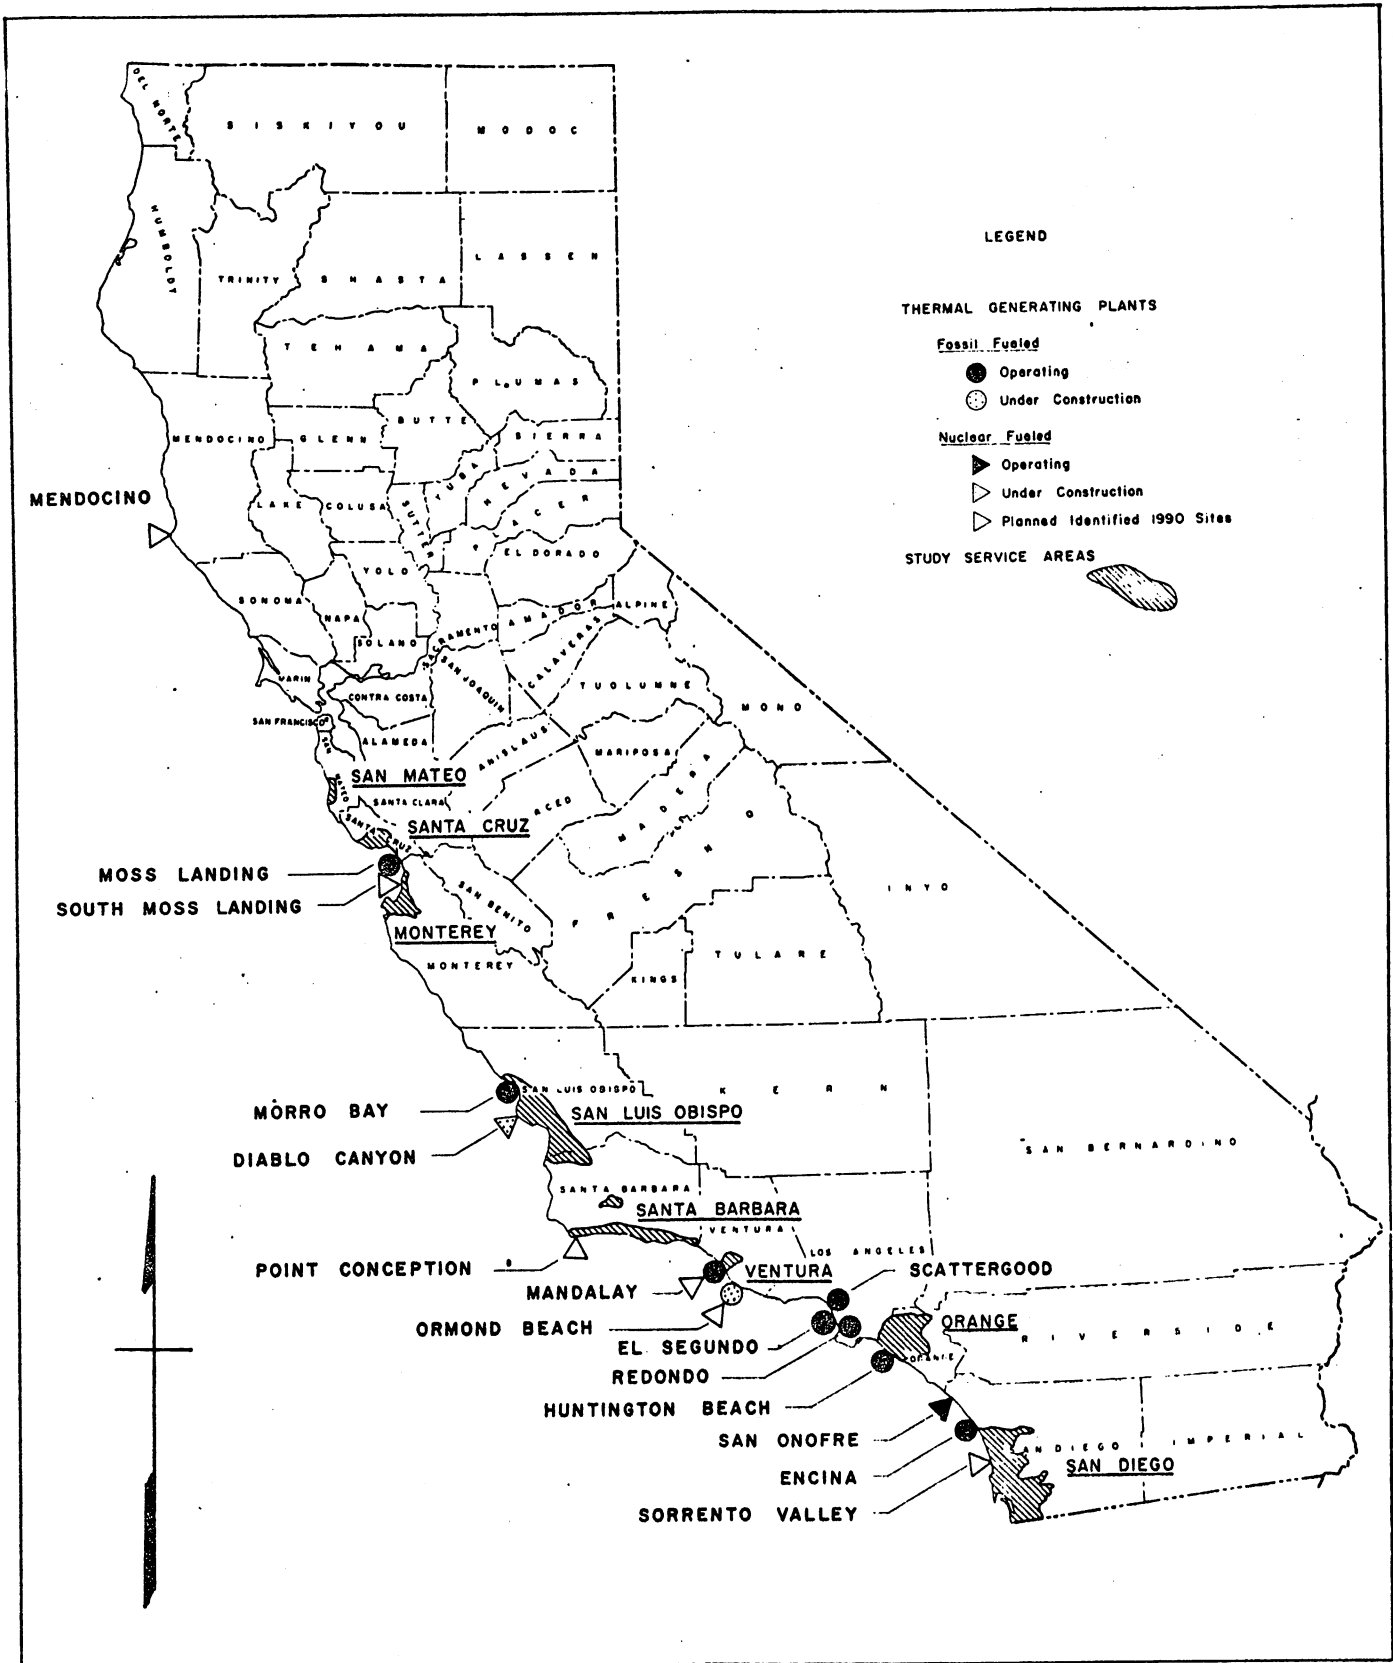 DEL NORTE
SISKIYOU
MODOC
HUMBOLDT
TRINITY
SHASTA
LASSEN
LEGEND
THERMAL GENERATING PLANTS
Fossil Fueled
Operating
Under Construction
Nuclear Fueled
Operating
Under Construction
Planned Identified 1990 Sites
STUDY SERVICE AREAS
TEHAMA
PLUMAS
MENDOCINO
GLENN
BUTTE
SIERRA
LAKE
COLUSA
SUTTER
YUBA
NEVADA
PLACER
MENDOCINO
YOLO
EL DORADO
SONOMA
NAPA
SOLANO
SACRAMENTO
AMADOR
ALPINE
CALAVERAS
MARIN
CONTRA COSTA
SAN JOAQUIN
TUOLUMNE
MONO
SAN FRANCISCO
ALAMEDA
ANISLAUS
MARIPOSA
SAN MATEO
SAN MATEO
SANTA CLARA
RCED
MADERA
SANTA CRUZ
SANTA CRUZ
FRESNO
MOSS LANDING
SOUTH MOSS LANDING
SAN BENITO
INYO
MONTEREY
MONTEREY
KINGS
TULARE
SAN LUIS OBISPO
KERN
MORRO BAY
SAN LUIS OBISPO
DIABLO CANYON
SAN BERNARDINO
SANTA BARBARA
SANTA BARBARA
VENTURA
LOS ANGELES
POINT CONCEPTION
VENTURA
SCATTERGOOD
MANDALAY
ORMOND BEACH
ORANGE
RIVERSIDE
EL SEGUNDO
ORANGE
REDONDO
HUNTINGTON BEACH
SAN ONOFRE
AN DIEGO
IMPERIAL
SAN DIEGO
ENCINA
SORRENTO VALLEY